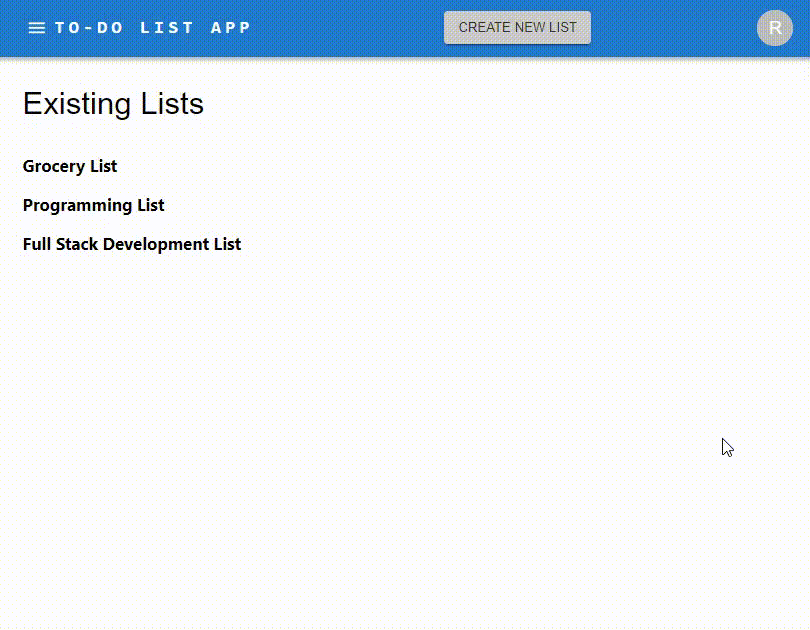 TO-DO LIST APP
CREATE NEW LIST
R
Existing Lists
Grocery List
Programming List
Full Stack Development List